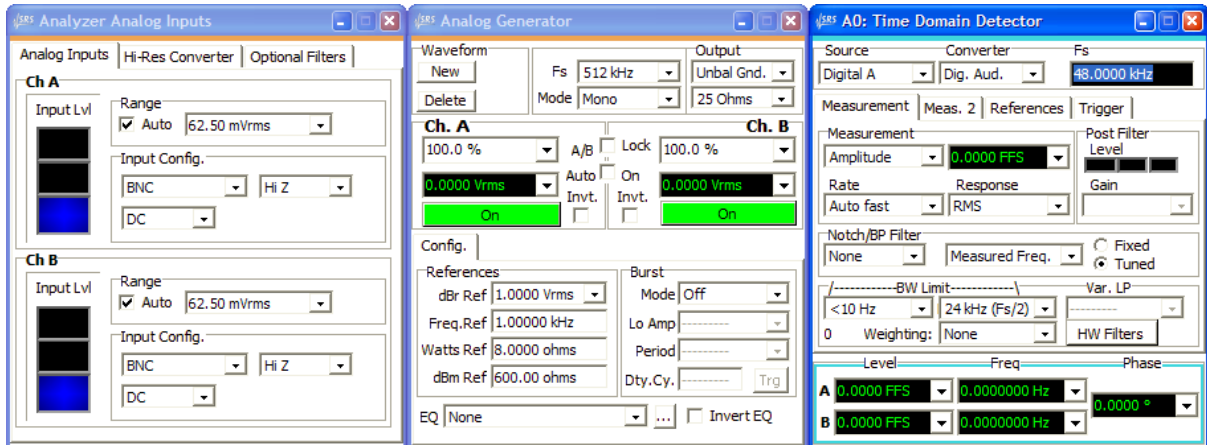 SRS Analyzer Analog Inputs
Analog Inputs Hi-Res Converter Optional Filters
Ch A
Input Lvl
Range
Auto 62.50 mVrms
Input Config.
BNC Hi Z
DC
Ch B
Input Lvl
Range
Auto 62.50 mVrms
Input Config.
BNC Hi Z
DC
SRS Analog Generator
Waveform
New
Delete
Fs 512 kHz
Mode Mono
Output
Unbal Gnd.
25 Ohms
Ch. A Ch. B
100.0 % A/B Lock 100.0 %
Auto On
0.0000 Vrms Invt. Invt. 0.0000 Vrms
On On
Config.
References
dBr Ref 1.0000 Vrms
Freq.Ref 1.00000 kHz
Watts Ref 8.0000 ohms
dBm Ref 600.00 ohms
Burst
Mode Off
Lo Amp ---------
Period ---------
Dty.Cy. --------- Trg
EQ None ... Invert EQ
SRS A0: Time Domain Detector
Source Converter Fs
Digital A Dig. Aud. 48.0000 kHz
Measurement Meas. 2 References Trigger
Measurement
Amplitude 0.0000 FFS
Rate Response
Auto fast RMS
Post Filter
Level
Gain
Notch/BP Filter
None Measured Freq. Fixed
Tuned
/------------BW Limit------------\ Var. LP
<10 Hz 24 kHz (Fs/2) ---------
0 Weighting: None HW Filters
Level Freq Phase
A 0.0000 FFS 0.0000000 Hz
0.0000 °
B 0.0000 FFS 0.0000000 Hz